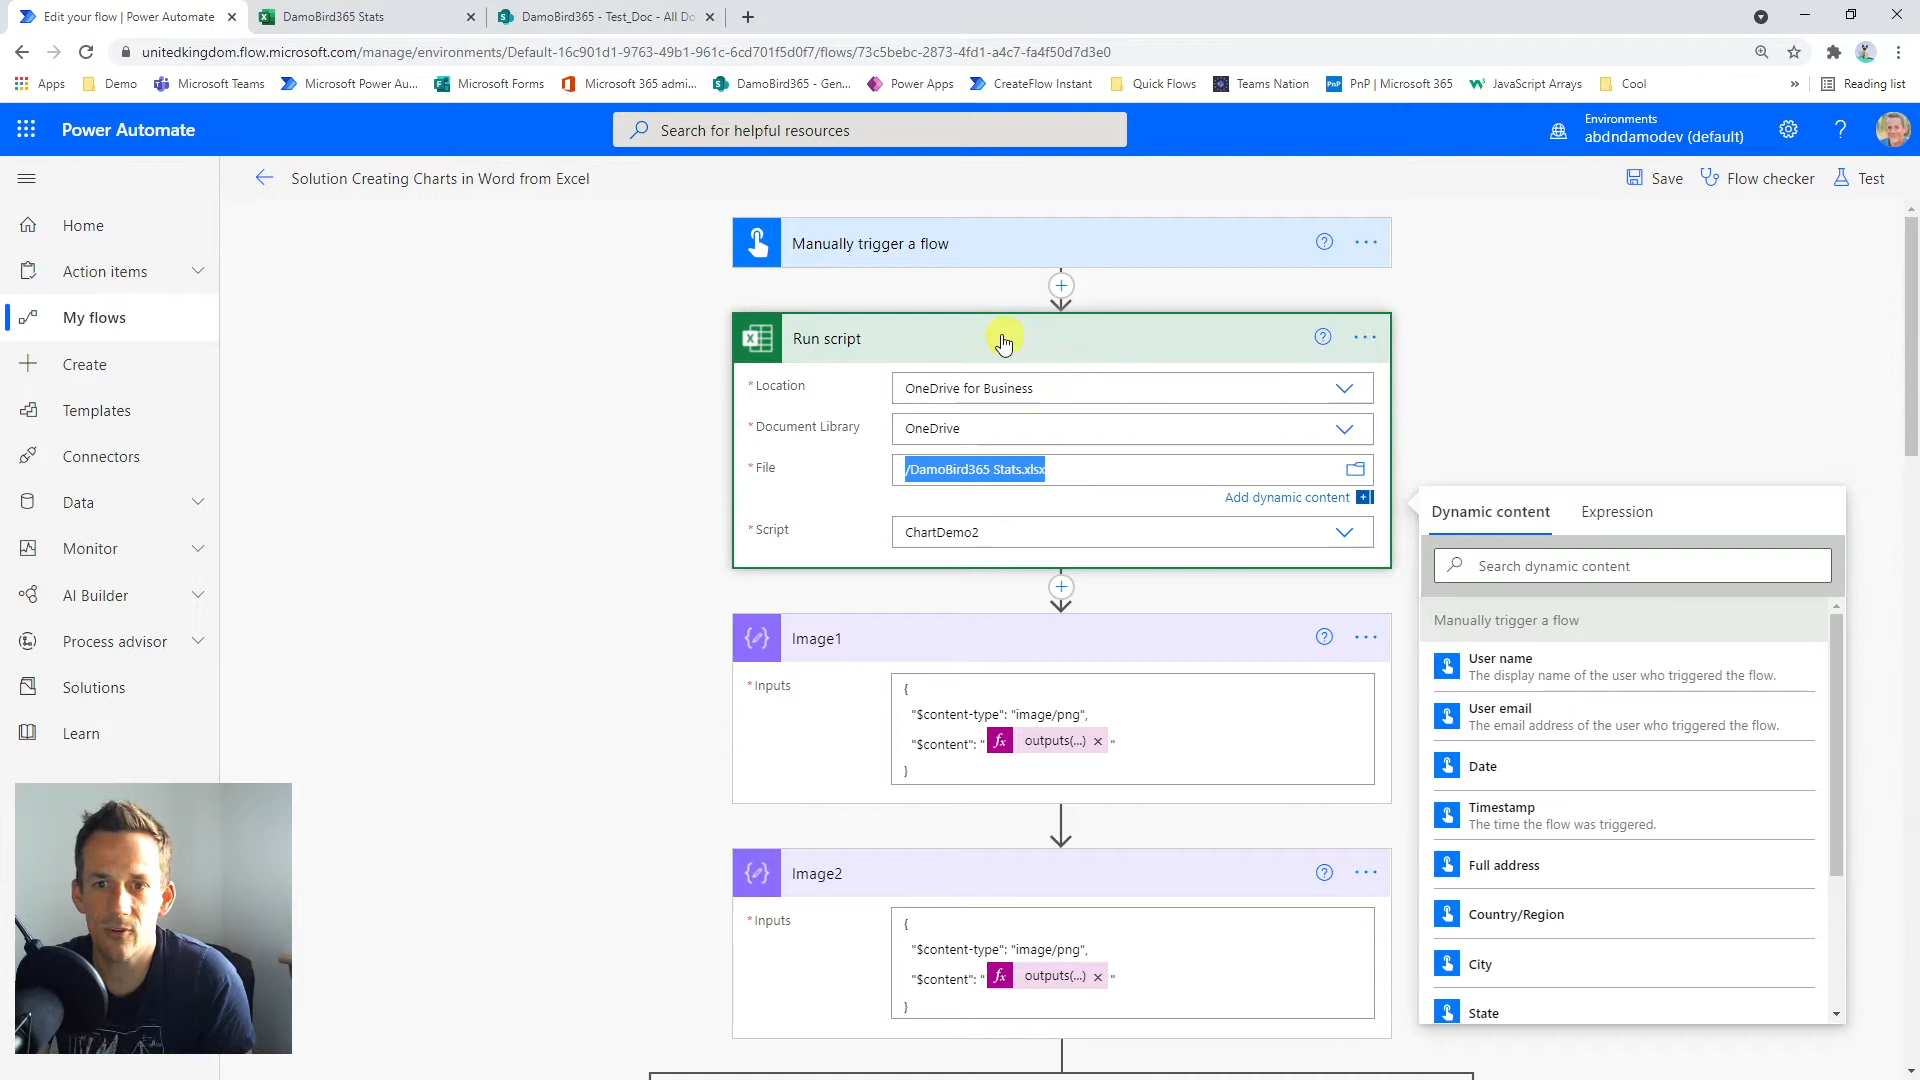 Edit your flow | Power Automate
DamoBird365 Stats
DamoBird365 - Test_Doc - All Do
unitedkingdom.flow.microsoft.com/manage/environments/Default-16c901d1-9763-49b1-961c-6cd701f5d0f7/flows/73c5bebc-2873-4fd1-a4c7-fa4f50d7d3e0
Apps
Demo
Microsoft Teams
Microsoft Power Au...
Microsoft Forms
Microsoft 365 admi...
DamoBird365 - Gen...
Power Apps
CreateFlow Instant
Quick Flows
Teams Nation
PnP | Microsoft 365
JavaScript Arrays
Cool
Reading list
Power Automate
Search for helpful resources
Environments
abdndamodev (default)
Solution Creating Charts in Word from Excel
Save
Flow checker
Test
Home
Action items
My flows
Create
Templates
Connectors
Data
Monitor
AI Builder
Process advisor
Solutions
Learn
Manually trigger a flow
Run script
* Location
OneDrive for Business
* Document Library
OneDrive
* File
/DamoBird365 Stats.xlsx
Add dynamic content
* Script
ChartDemo2
Image1
* Inputs
{
"$content-type": "image/png",
"$content": " fx outputs(...) × "
}
Image2
* Inputs
{
"$content-type": "image/png",
"$content": " fx outputs(...) × "
}
Dynamic content
Expression
Search dynamic content
Manually trigger a flow
User name
The display name of the user who triggered the flow.
User email
The email address of the user who triggered the flow.
Date
Timestamp
The time the flow was triggered.
Full address
Country/Region
City
State